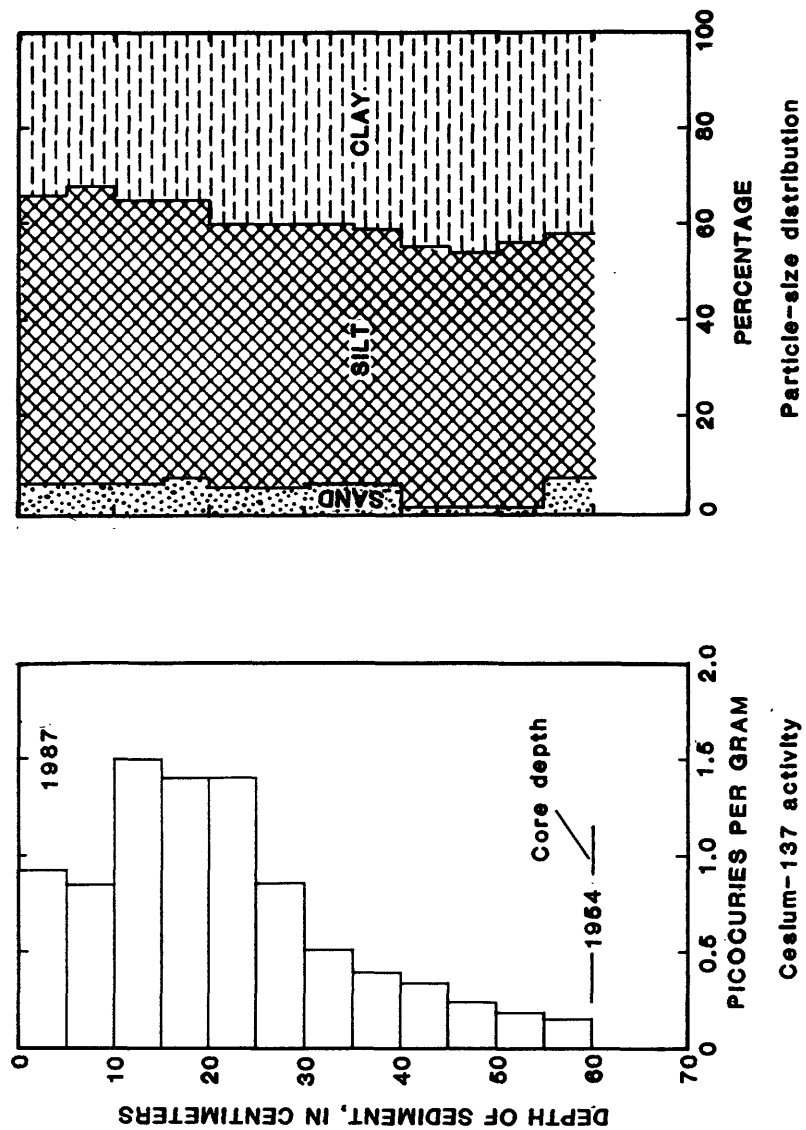 DEPTH OF SEDIMENT, IN CENTIMETERS
0
10
20
30
40
50
60
70
1987
Core depth
1954
0 0.5 1.0 1.5 2.0
PICOCURIES PER GRAM
Cesium-137 activity
SAND
SILT
CLAY
0 20 40 60 80 100
PERCENTAGE
Particle-size distribution